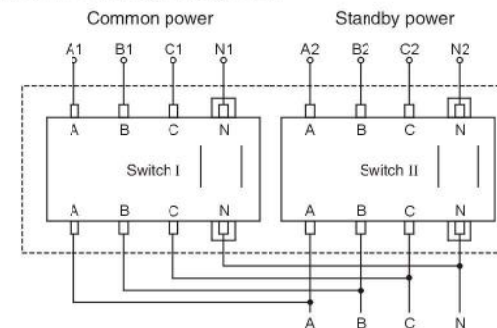 Common power Standby power
A1 B1 C1 N1 A2 B2 C2 N2
A B C N A B C N
Switch I Switch II
A B C N A B C N
A B C N